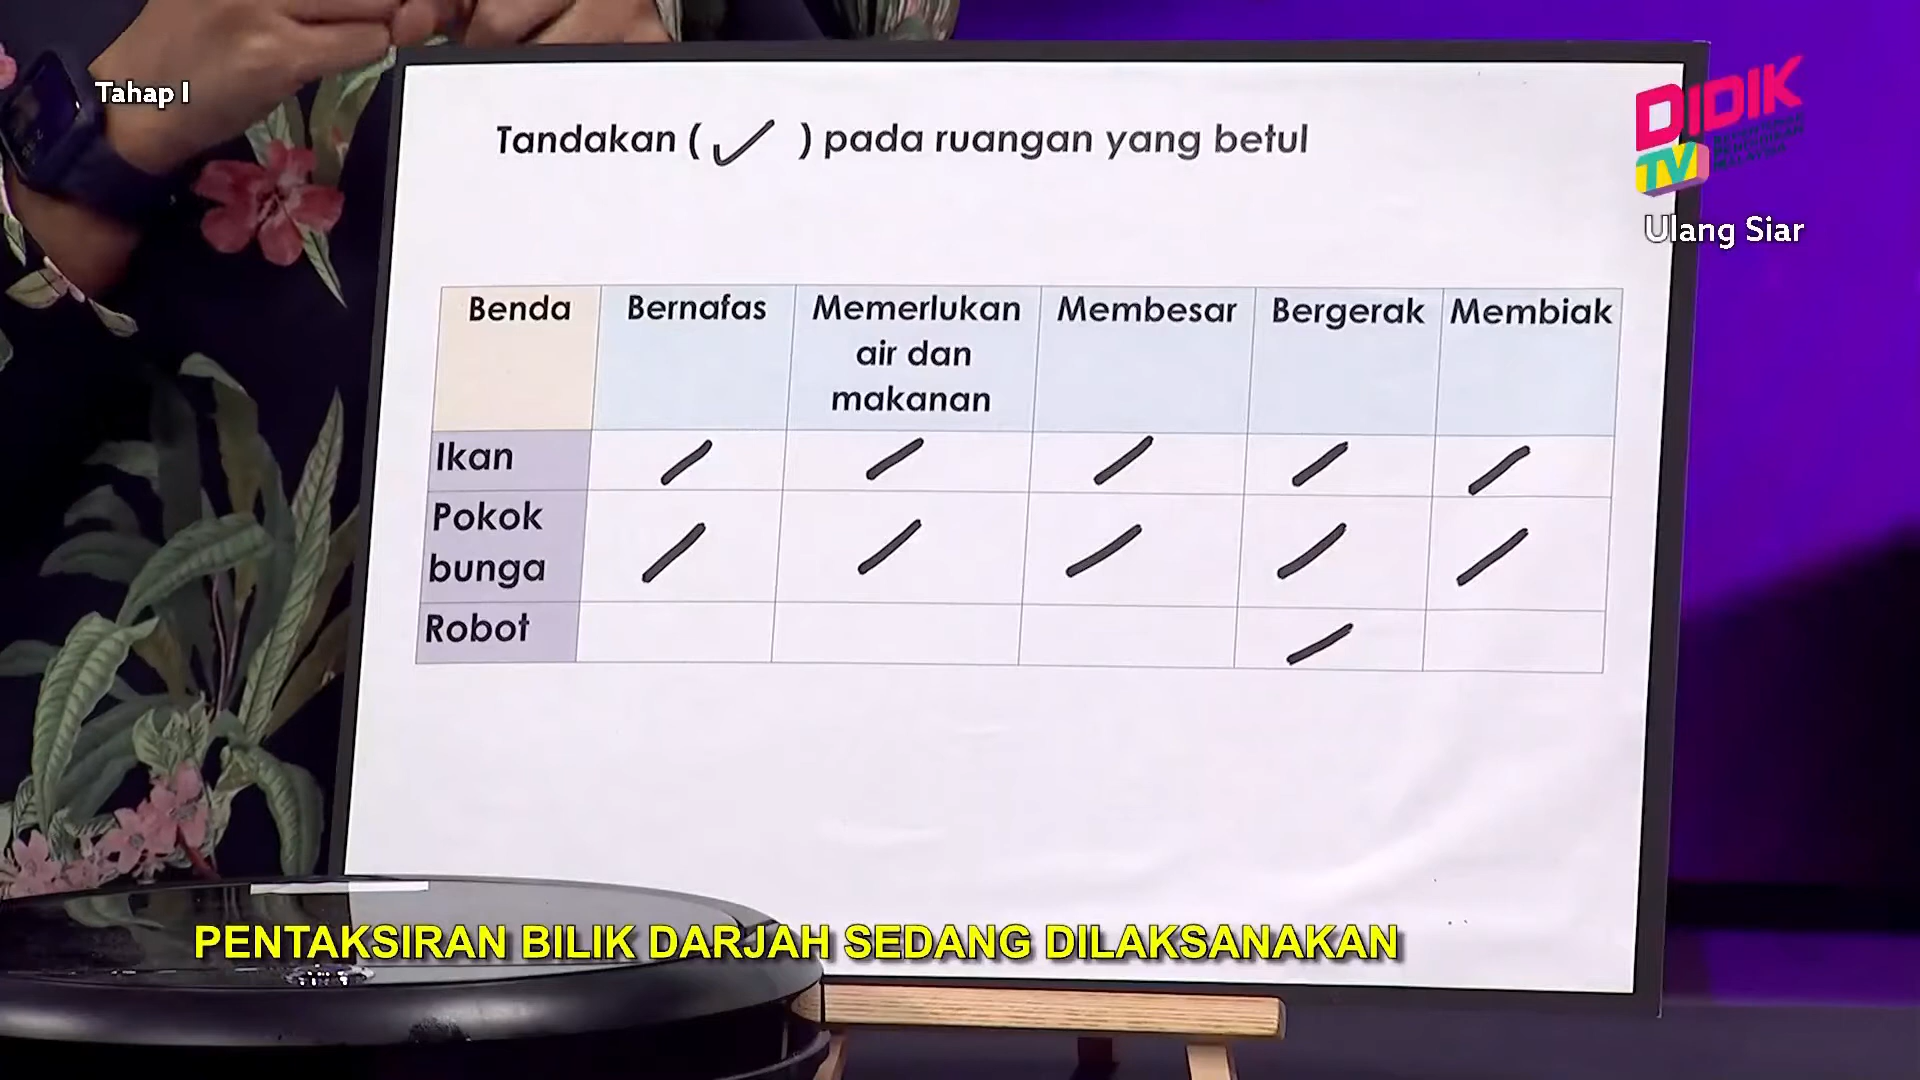 Tahap I
DIDIK
TV
Ulang Siar
Tandakan ( ✓ ) pada ruangan yang betul
Benda Bernafas Memerlukan air dan makanan Membesar Bergerak Membiak
Ikan / / / / /
Pokok bunga / / / / /
Robot /
PENTAKSIRAN BILIK DARJAH SEDANG DILAKSANAKAN